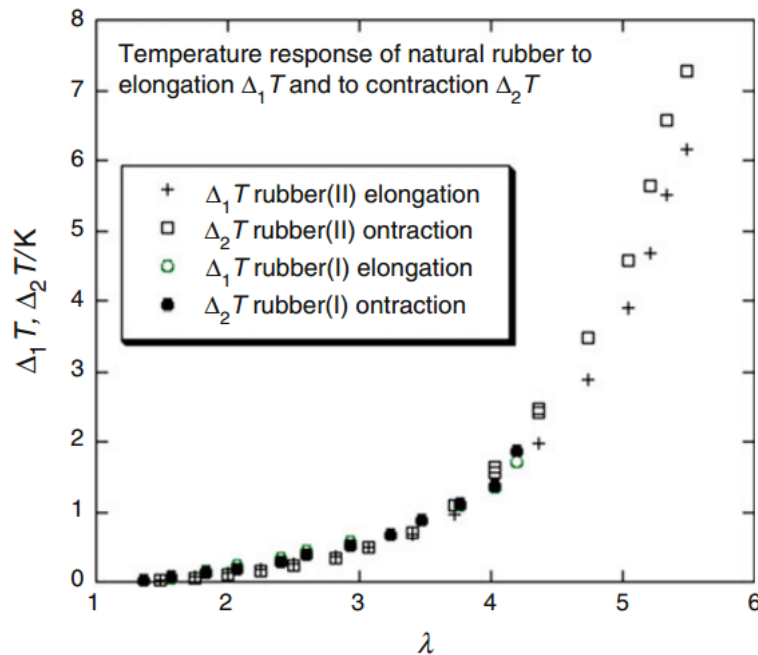 Temperature response of natural rubber to
elongation Δ₁T and to contraction Δ₂T
Δ₁T rubber(II) elongation
Δ₂T rubber(II) ontraction
Δ₁T rubber(I) elongation
Δ₂T rubber(I) ontraction
Δ₁T, Δ₂T/K
8
7
6
5
4
3
2
1
0
1 2 3 4 5 6
λ